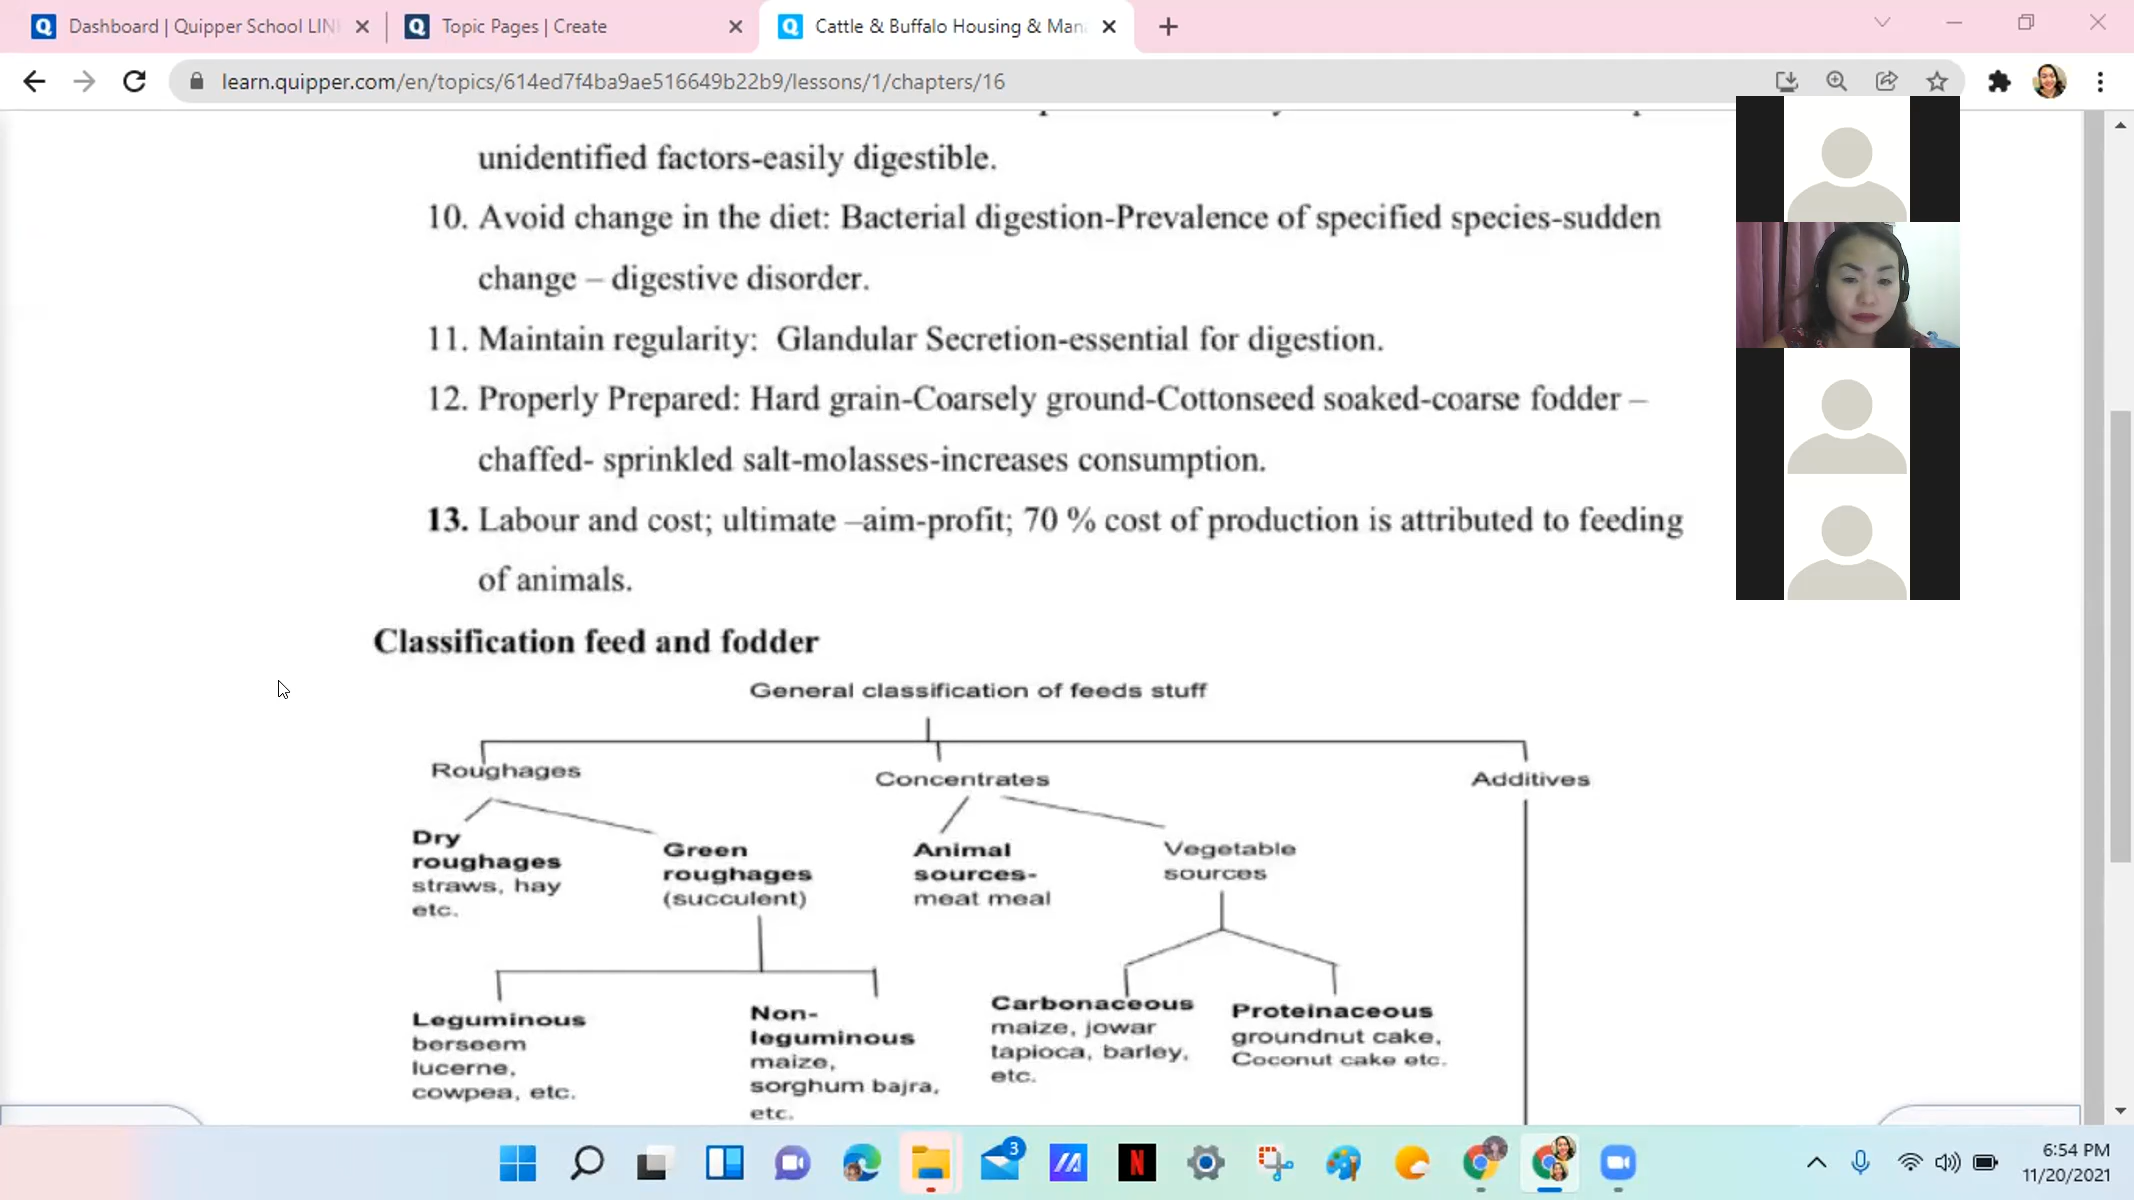 Dashboard | Quipper School LIN
Topic Pages | Create
Cattle & Buffalo Housing & Man
learn.quipper.com/en/topics/614ed7f4ba9ae516649b22b9/lessons/1/chapters/16
unidentified factors-easily digestible.
10. Avoid change in the diet: Bacterial digestion-Prevalence of specified species-sudden
change – digestive disorder.
11. Maintain regularity: Glandular Secretion-essential for digestion.
12. Properly Prepared: Hard grain-Coarsely ground-Cottonseed soaked-coarse fodder –
chaffed- sprinkled salt-molasses-increases consumption.
13. Labour and cost; ultimate –aim-profit; 70 % cost of production is attributed to feeding
of animals.
Classification feed and fodder
General classification of feeds stuff
Roughages
Concentrates
Additives
Dry
roughages
straws, hay
etc.
Green
roughages
(succulent)
Animal
sources-
meat meal
Vegetable
sources
Leguminous
berseem
lucerne,
cowpea, etc.
Non-
leguminous
maize,
sorghum bajra,
etc.
Carbonaceous
maize, jowar
tapioca, barley,
etc.
Proteinaceous
groundnut cake,
Coconut cake etc.
3
N
6:54 PM
11/20/2021